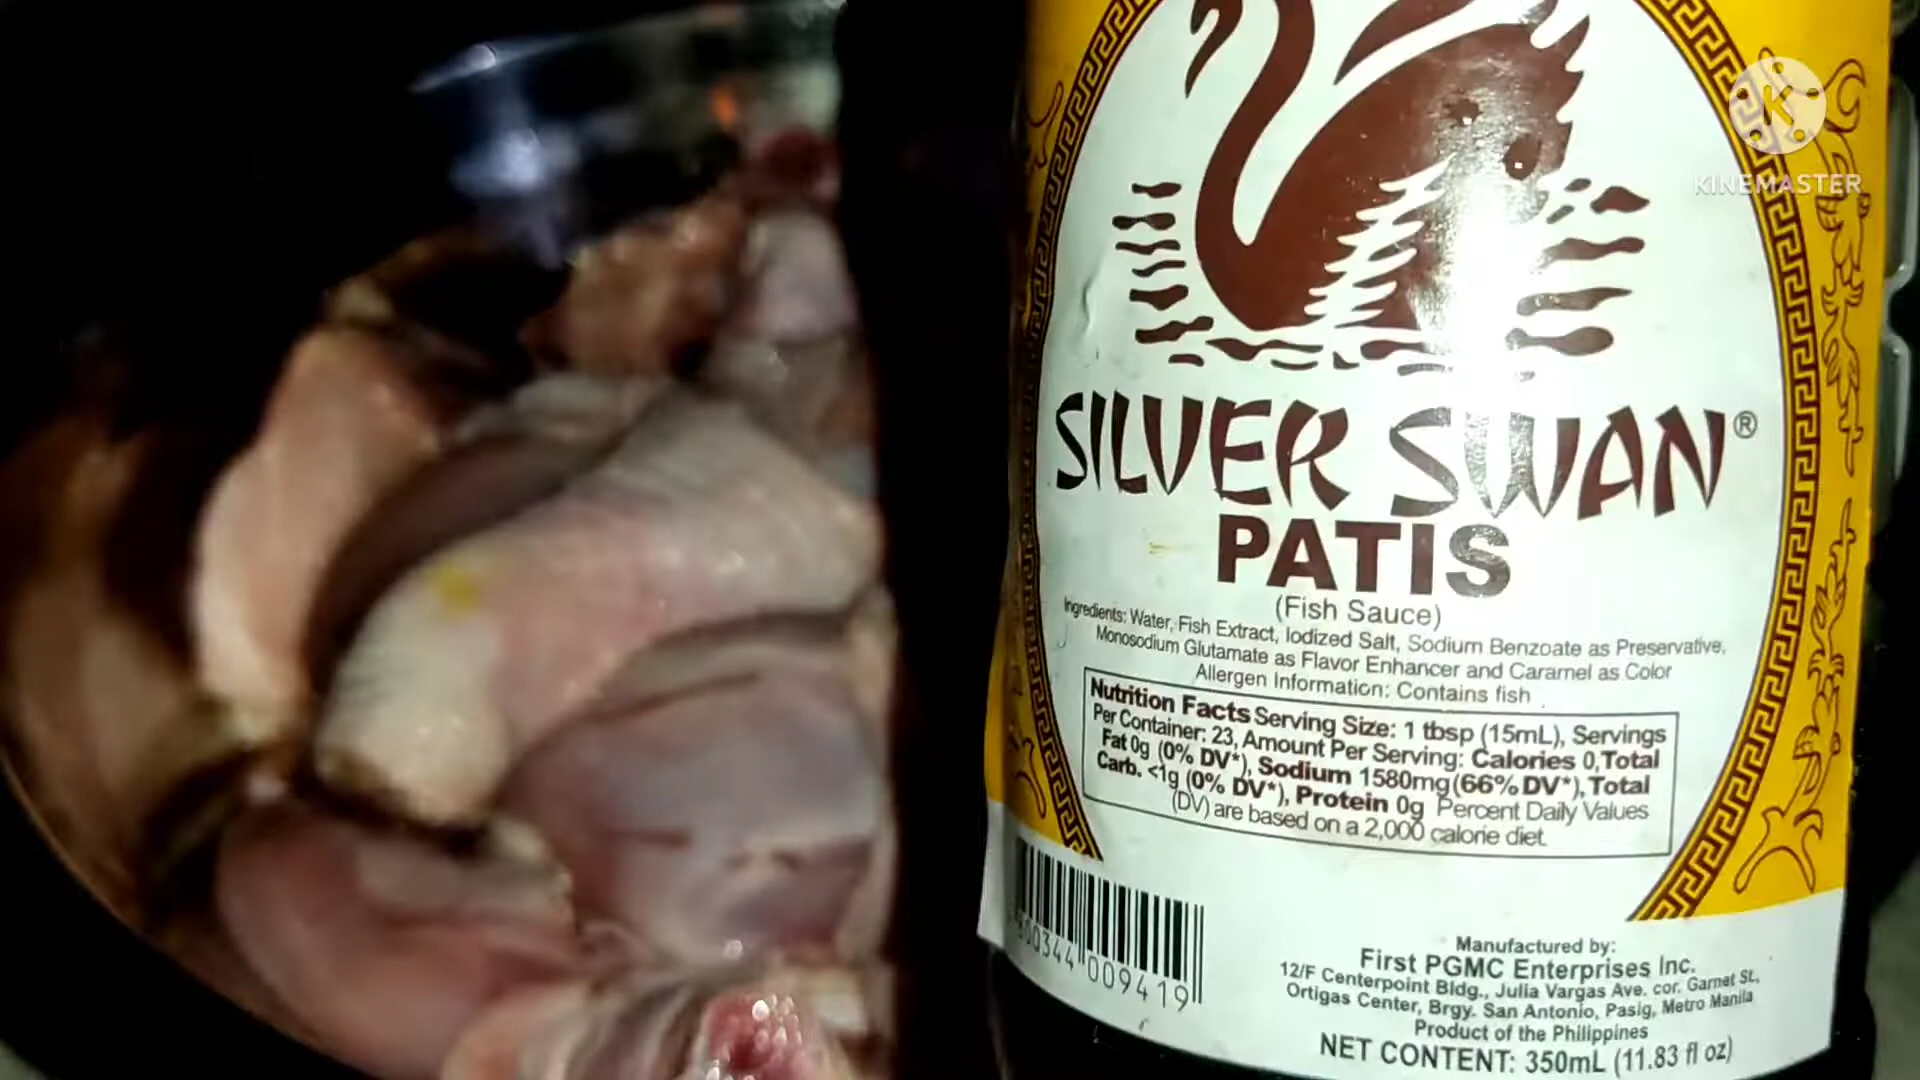 K
KINEMASTER
SILVER SWAN®
PATIS
(Fish Sauce)
Ingredients: Water, Fish Extract, Iodized Salt, Sodium Benzoate as Preservative,
Monosodium Glutamate as Flavor Enhancer and Caramel as Color
Allergen Information: Contains fish
Nutrition Facts Serving Size: 1 tbsp (15mL), Servings
Per Container: 23, Amount Per Serving: Calories 0, Total
Fat 0g (0% DV*), Sodium 1580mg (66% DV*), Total
Carb. <1g (0% DV*), Protein 0g Percent Daily Values
(DV) are based on a 2,000 calorie diet.
00344 009419
Manufactured by:
First PGMC Enterprises Inc.
12/F Centerpoint Bldg., Julia Vargas Ave. cor. Garnet St.,
Ortigas Center, Brgy. San Antonio, Pasig, Metro Manila
Product of the Philippines
NET CONTENT: 350mL (11.83 fl oz)